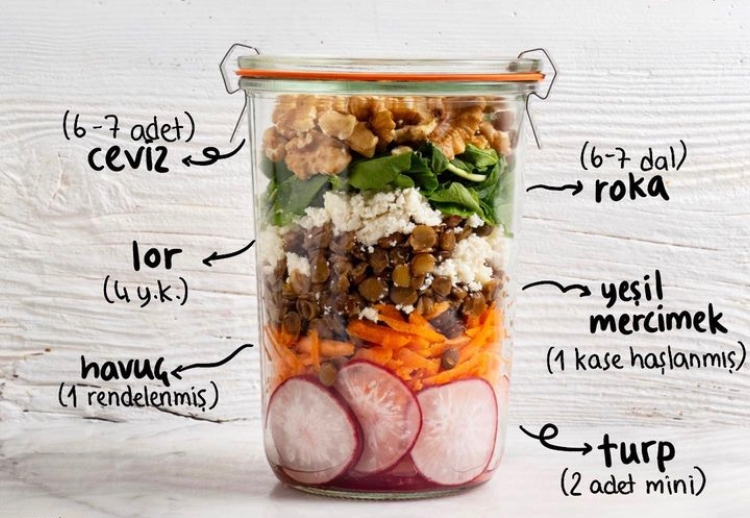 (6-7 adet)
ceviz
(6-7 dal)
roka
lor
(4 y.k.)
yeşil
mercimek
(1 kase haşlanmış)
havuç
(1 rendelenmiş)
turp
(2 adet mini)